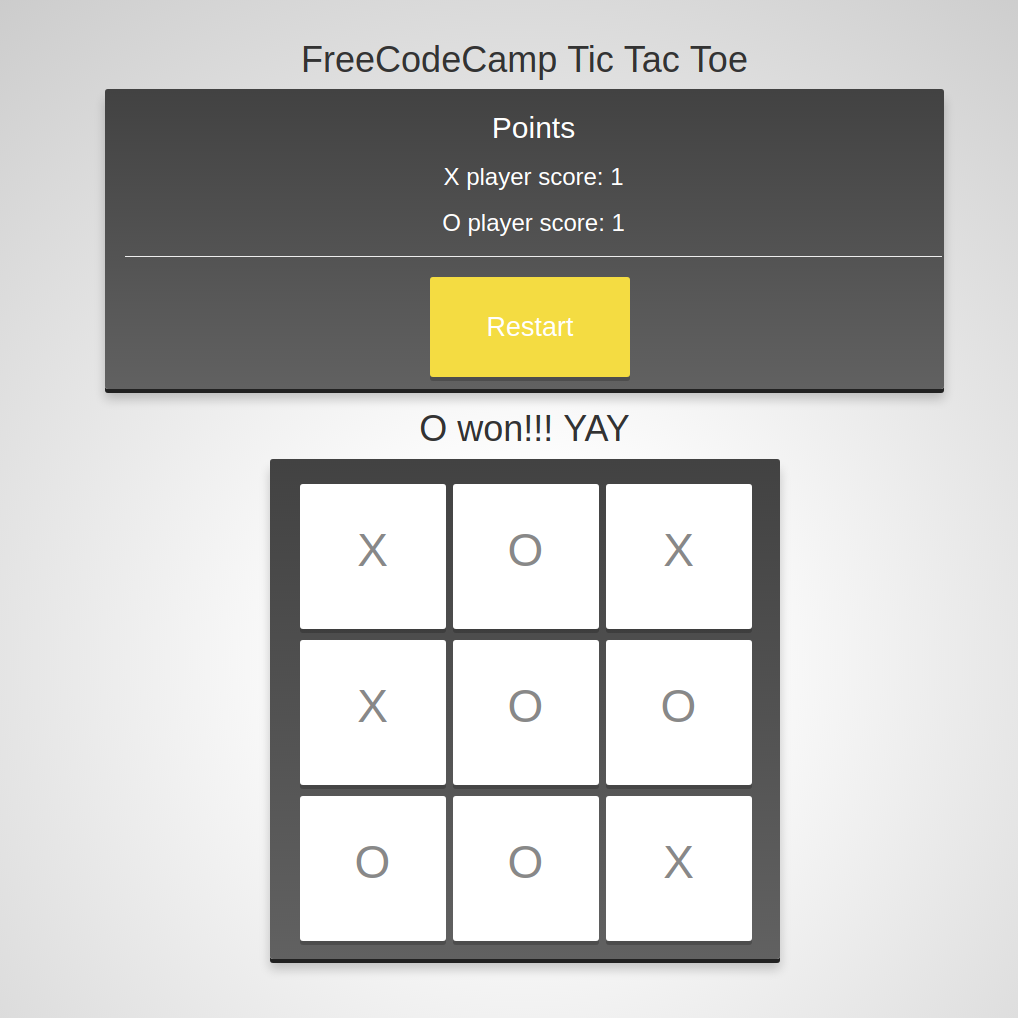 FreeCodeCamp Tic Tac Toe
Points
X player score: 1
O player score: 1
Restart
O won!!! YAY
X O X
X O O
O O X